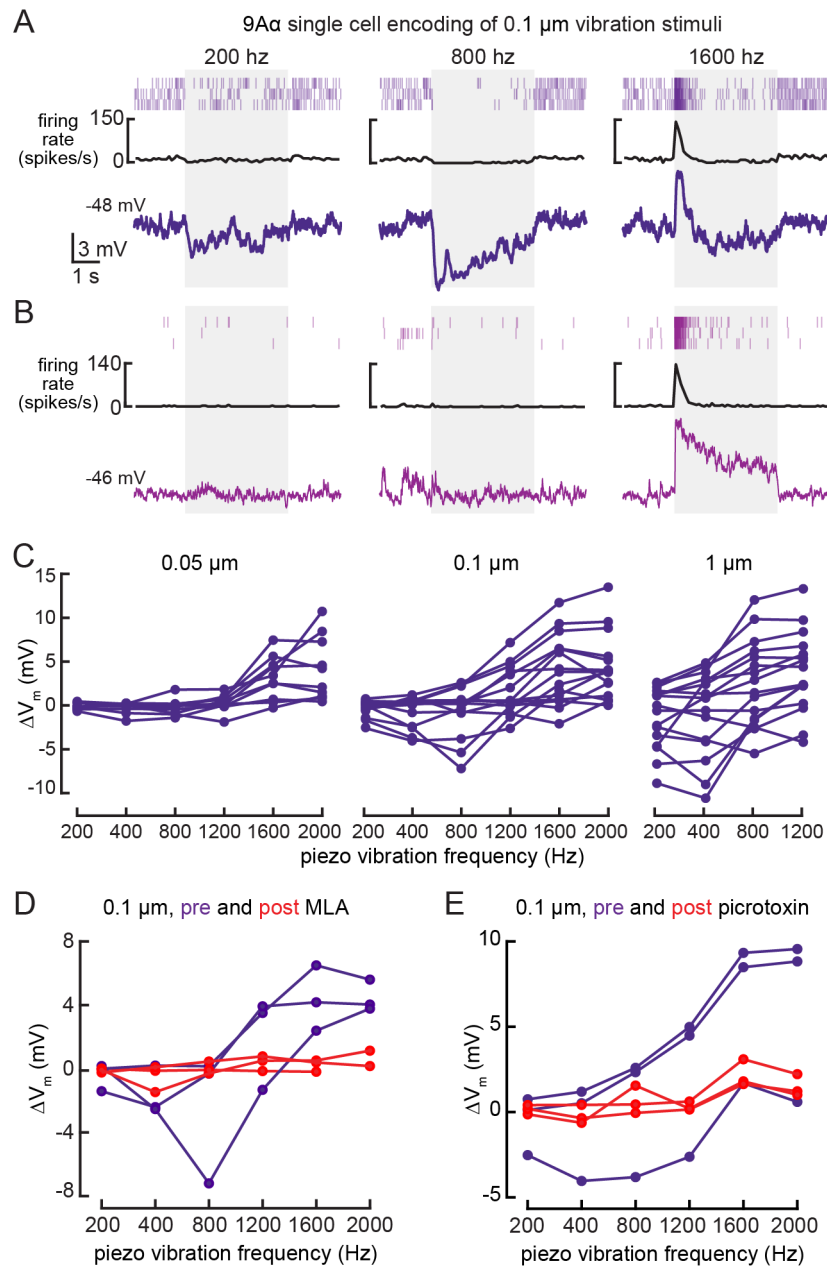 A
9Aα single cell encoding of 0.1 µm vibration stimuli
200 hz 800 hz 1600 hz
firing
rate
(spikes/s)
150
0
-48 mV
3 mV
1 s
B
firing
rate
(spikes/s)
140
0
-46 mV
C
0.05 µm 0.1 µm 1 µm
ΔVm (mV)
15
10
5
0
-5
-10
200 400 800 1200 1600 2000
200 400 800 1200 1600 2000
200 400 800 1200
piezo vibration frequency (Hz)
D
0.1 µm, pre and post MLA
ΔVm (mV)
8
4
0
-4
-8
200 400 800 1200 1600 2000
piezo vibration frequency (Hz)
E
0.1 µm, pre and post picrotoxin
ΔVm (mV)
10
5
0
-5
200 400 800 1200 1600 2000
piezo vibration frequency (Hz)